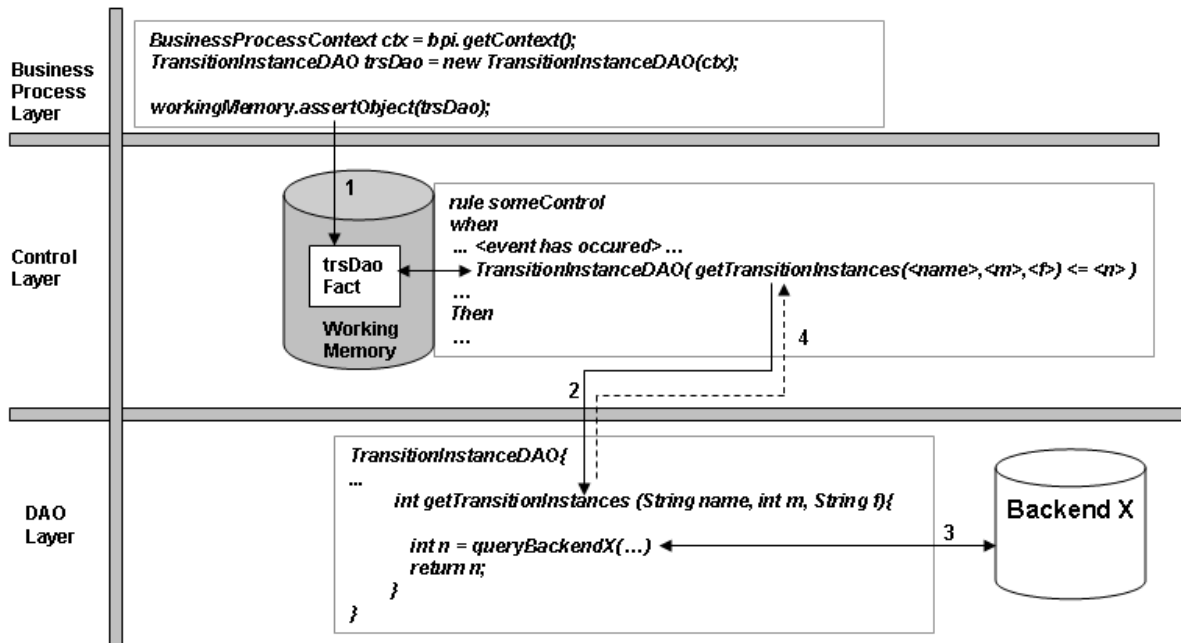 Business
Process
Layer
BusinessProcessContext ctx = bpi.getContext();
TransitionInstanceDAO trsDao = new TransitionInstanceDAO(ctx);
workingMemory.assertObject(trsDao);
Control
Layer
1
trsDao
Fact
Working
Memory
rule someControl
when
... <event has occured> ...
TransitionInstanceDAO( getTransitionInstances(<name>,<m>,<f>) <= <n> )
...
Then
...
4
2
DAO
Layer
TransitionInstanceDAO{
...
int getTransitionInstances (String name, int m, String f){
int n = queryBackendX(...)
return n;
}
}
3
Backend X